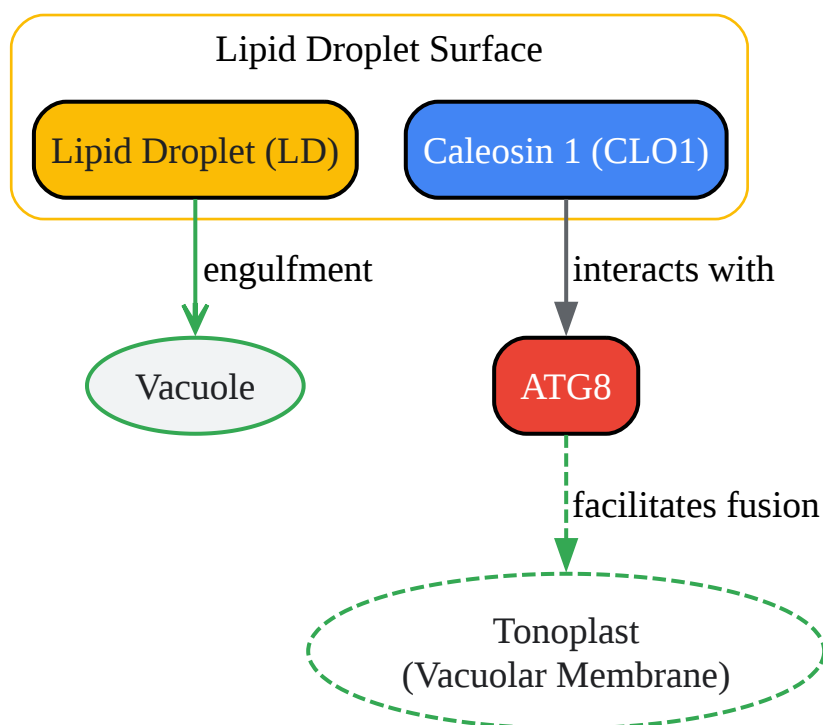 Lipid Droplet Surface
Lipid Droplet (LD)
Caleosin 1 (CLO1)
engulfment
interacts with
Vacuole
ATG8
facilitates fusion
Tonoplast
(Vacuolar Membrane)